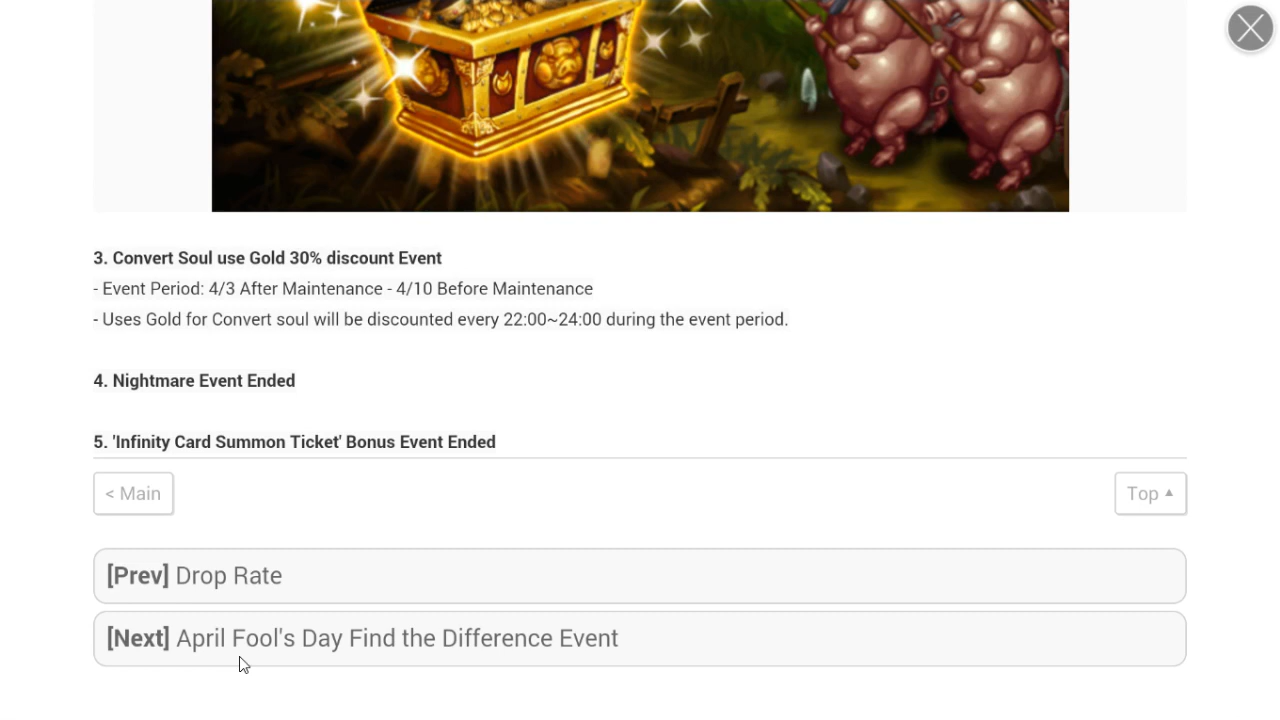 3. Convert Soul use Gold 30% discount Event
- Event Period: 4/3 After Maintenance - 4/10 Before Maintenance
- Uses Gold for Convert soul will be discounted every 22:00~24:00 during the event period.
4. Nightmare Event Ended
5. 'Infinity Card Summon Ticket' Bonus Event Ended
< Main
Top ▲
[Prev] Drop Rate
[Next] April Fool's Day Find the Difference Event